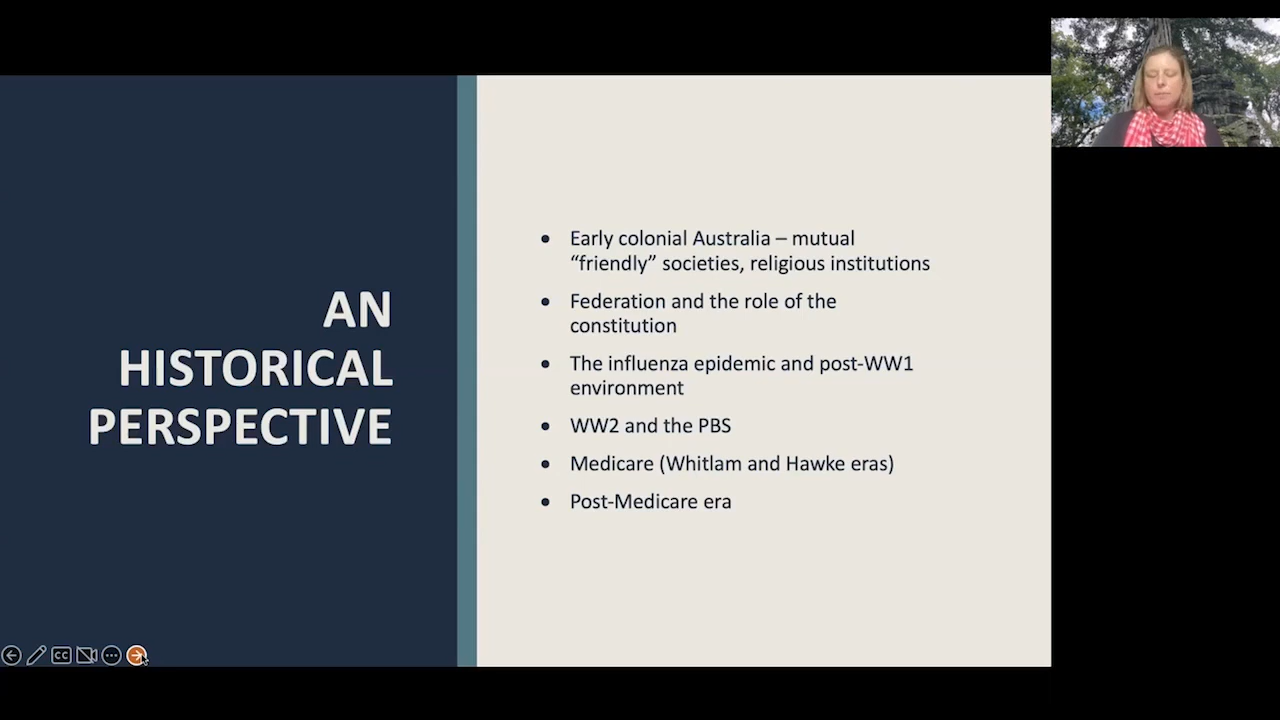 AN
HISTORICAL
PERSPECTIVE
• Early colonial Australia – mutual
“friendly” societies, religious institutions
• Federation and the role of the
constitution
• The influenza epidemic and post-WW1
environment
• WW2 and the PBS
• Medicare (Whitlam and Hawke eras)
• Post-Medicare era
CC